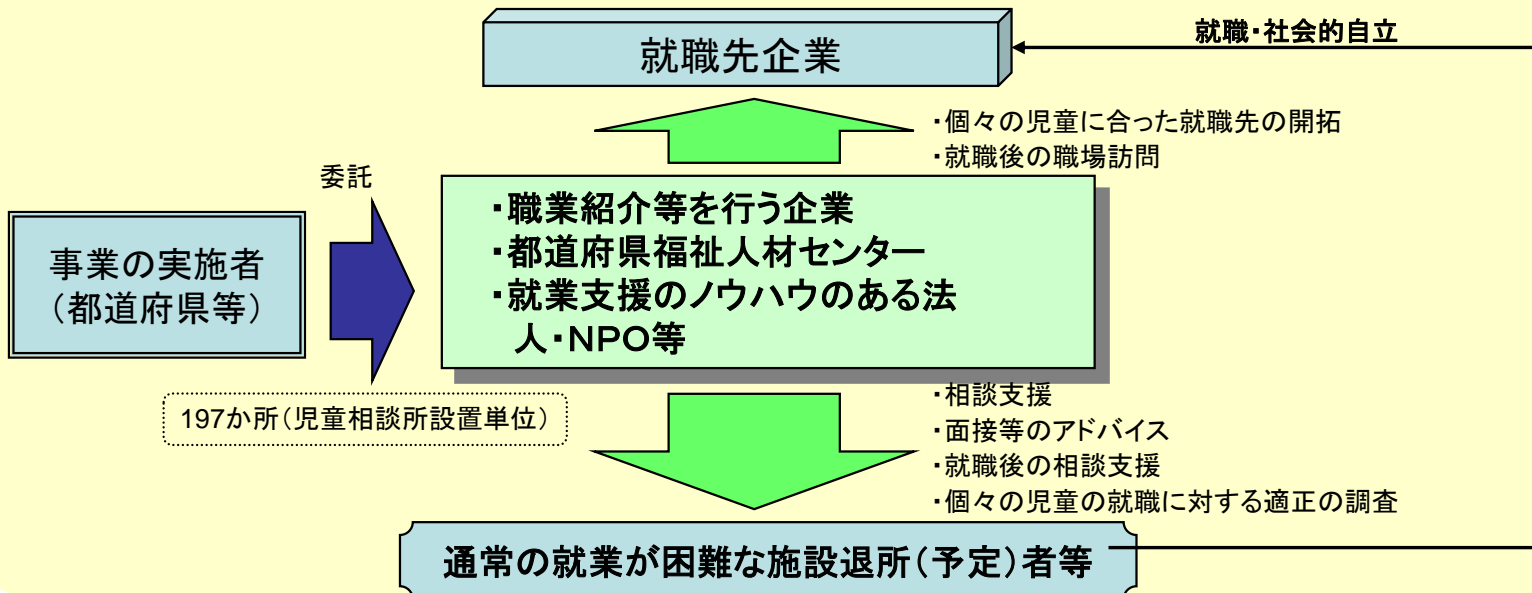 就職先企業
就職・社会的自立
・個々の児童に合った就職先の開拓
・就職後の職場訪問
委託
事業の実施者
(都道府県等)
・職業紹介等を行う企業
・都道府県福祉人材センター
・就業支援のノウハウのある法
人・NPO等
197か所(児童相談所設置単位)
・相談支援
・面接等のアドバイス
・就職後の相談支援
・個々の児童の就職に対する適正の調査
通常の就業が困難な施設退所(予定)者等